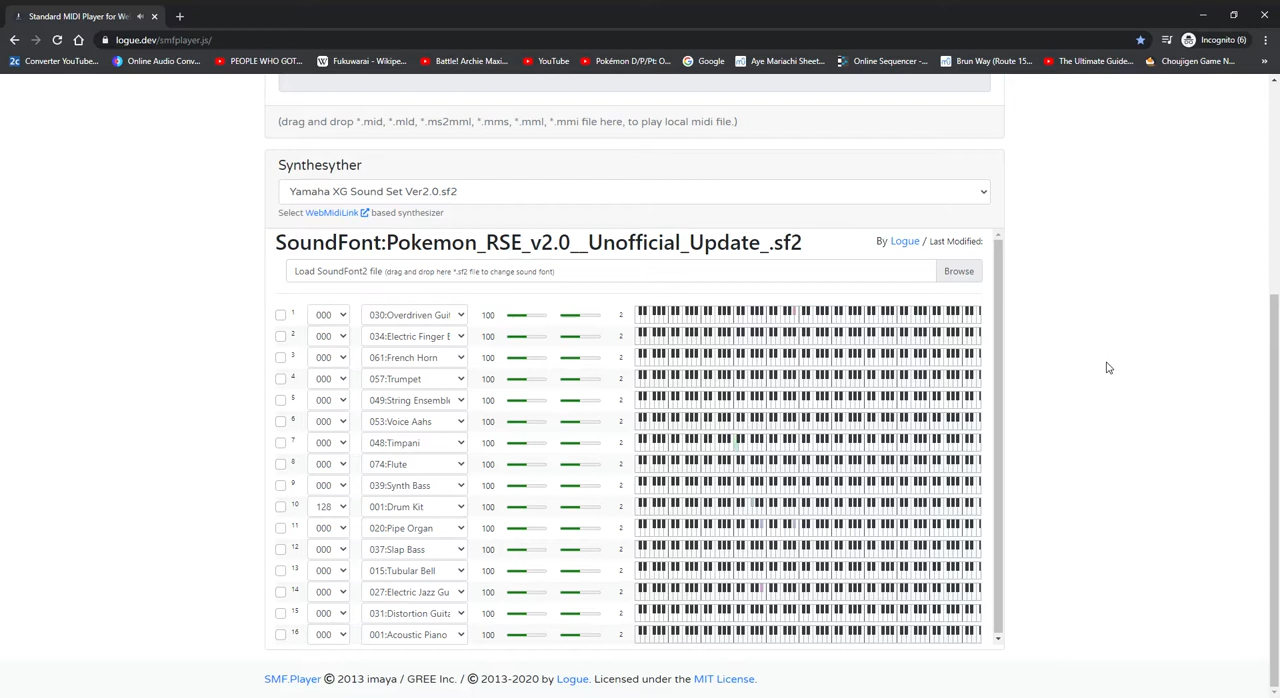 Standard MIDI Player for We
logue.dev/smfplayer.js/
Incognito (6)
Converter YouTube...
Online Audio Conv...
PEOPLE WHO GOT...
Fukuwarai - Wikipe...
Battle! Archie Maxi...
YouTube
Pokémon D/P/Pt: O...
Google
Aye Mariachi Sheet...
Online Sequencer -...
Brun Way (Route 15...
The Ultimate Guide...
Choujigen Game N...
(drag and drop *.mid, *.mld, *.ms2mml, *.mms, *.mml, *.mmi file here, to play local midi file.)
Synthesyther
Yamaha XG Sound Set Ver2.0.sf2
Select WebMidiLink based synthesizer
SoundFont:Pokemon_RSE_v2.0__Unofficial_Update_.sf2
By Logue / Last Modified:
Load SoundFont2 file (drag and drop here *.sf2 file to change sound font)
Browse
1 000 030:Overdriven Guit 100 2
2 000 034:Electric Finger E 100 2
3 000 061:French Horn 100 2
4 000 057:Trumpet 100 2
5 000 049:String Ensemble 100 2
6 000 053:Voice Aahs 100 2
7 000 048:Timpani 100 2
8 000 074:Flute 100 2
9 000 039:Synth Bass 100 2
10 128 001:Drum Kit 100 2
11 000 020:Pipe Organ 100 2
12 000 037:Slap Bass 100 2
13 000 015:Tubular Bell 100 2
14 000 027:Electric Jazz Gu 100 2
15 000 031:Distortion Guita 100 2
16 000 001:Acoustic Piano 100 2
SMF.Player © 2013 imaya / GREE Inc. / © 2013-2020 by Logue. Licensed under the MIT License.